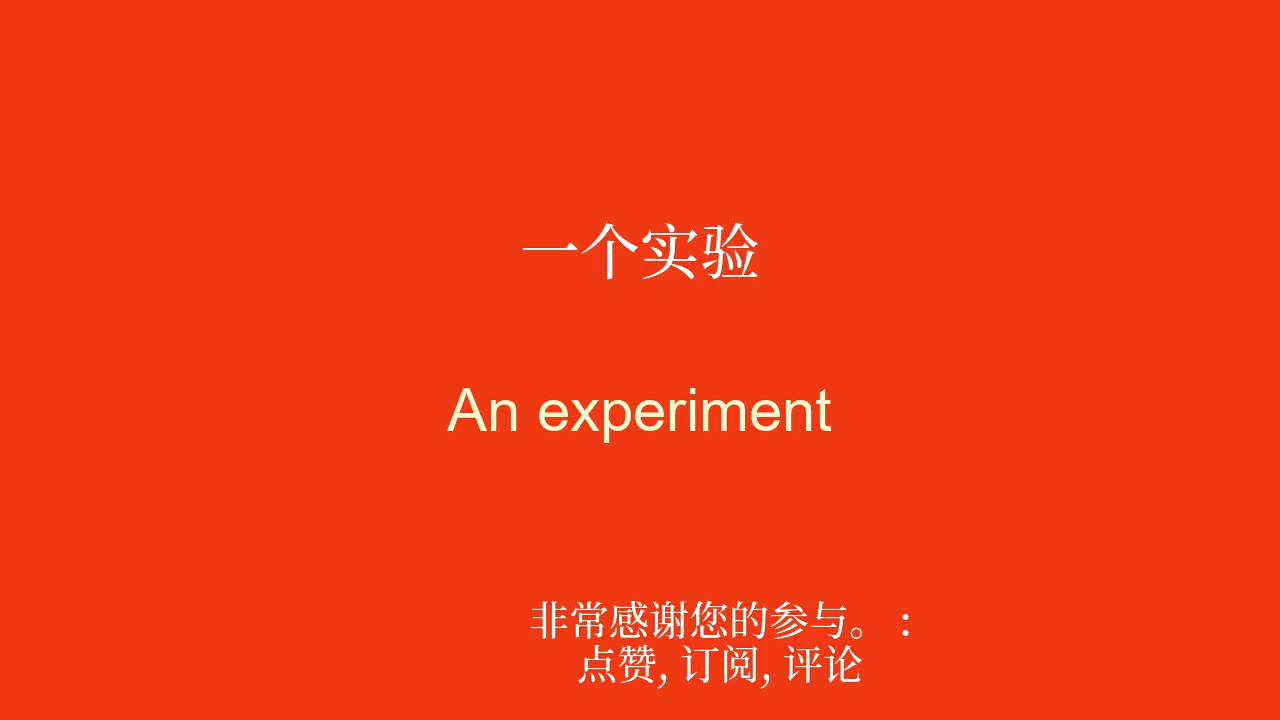 一个实验
An experiment
非常感谢您的参与。 :
点赞, 订阅, 评论